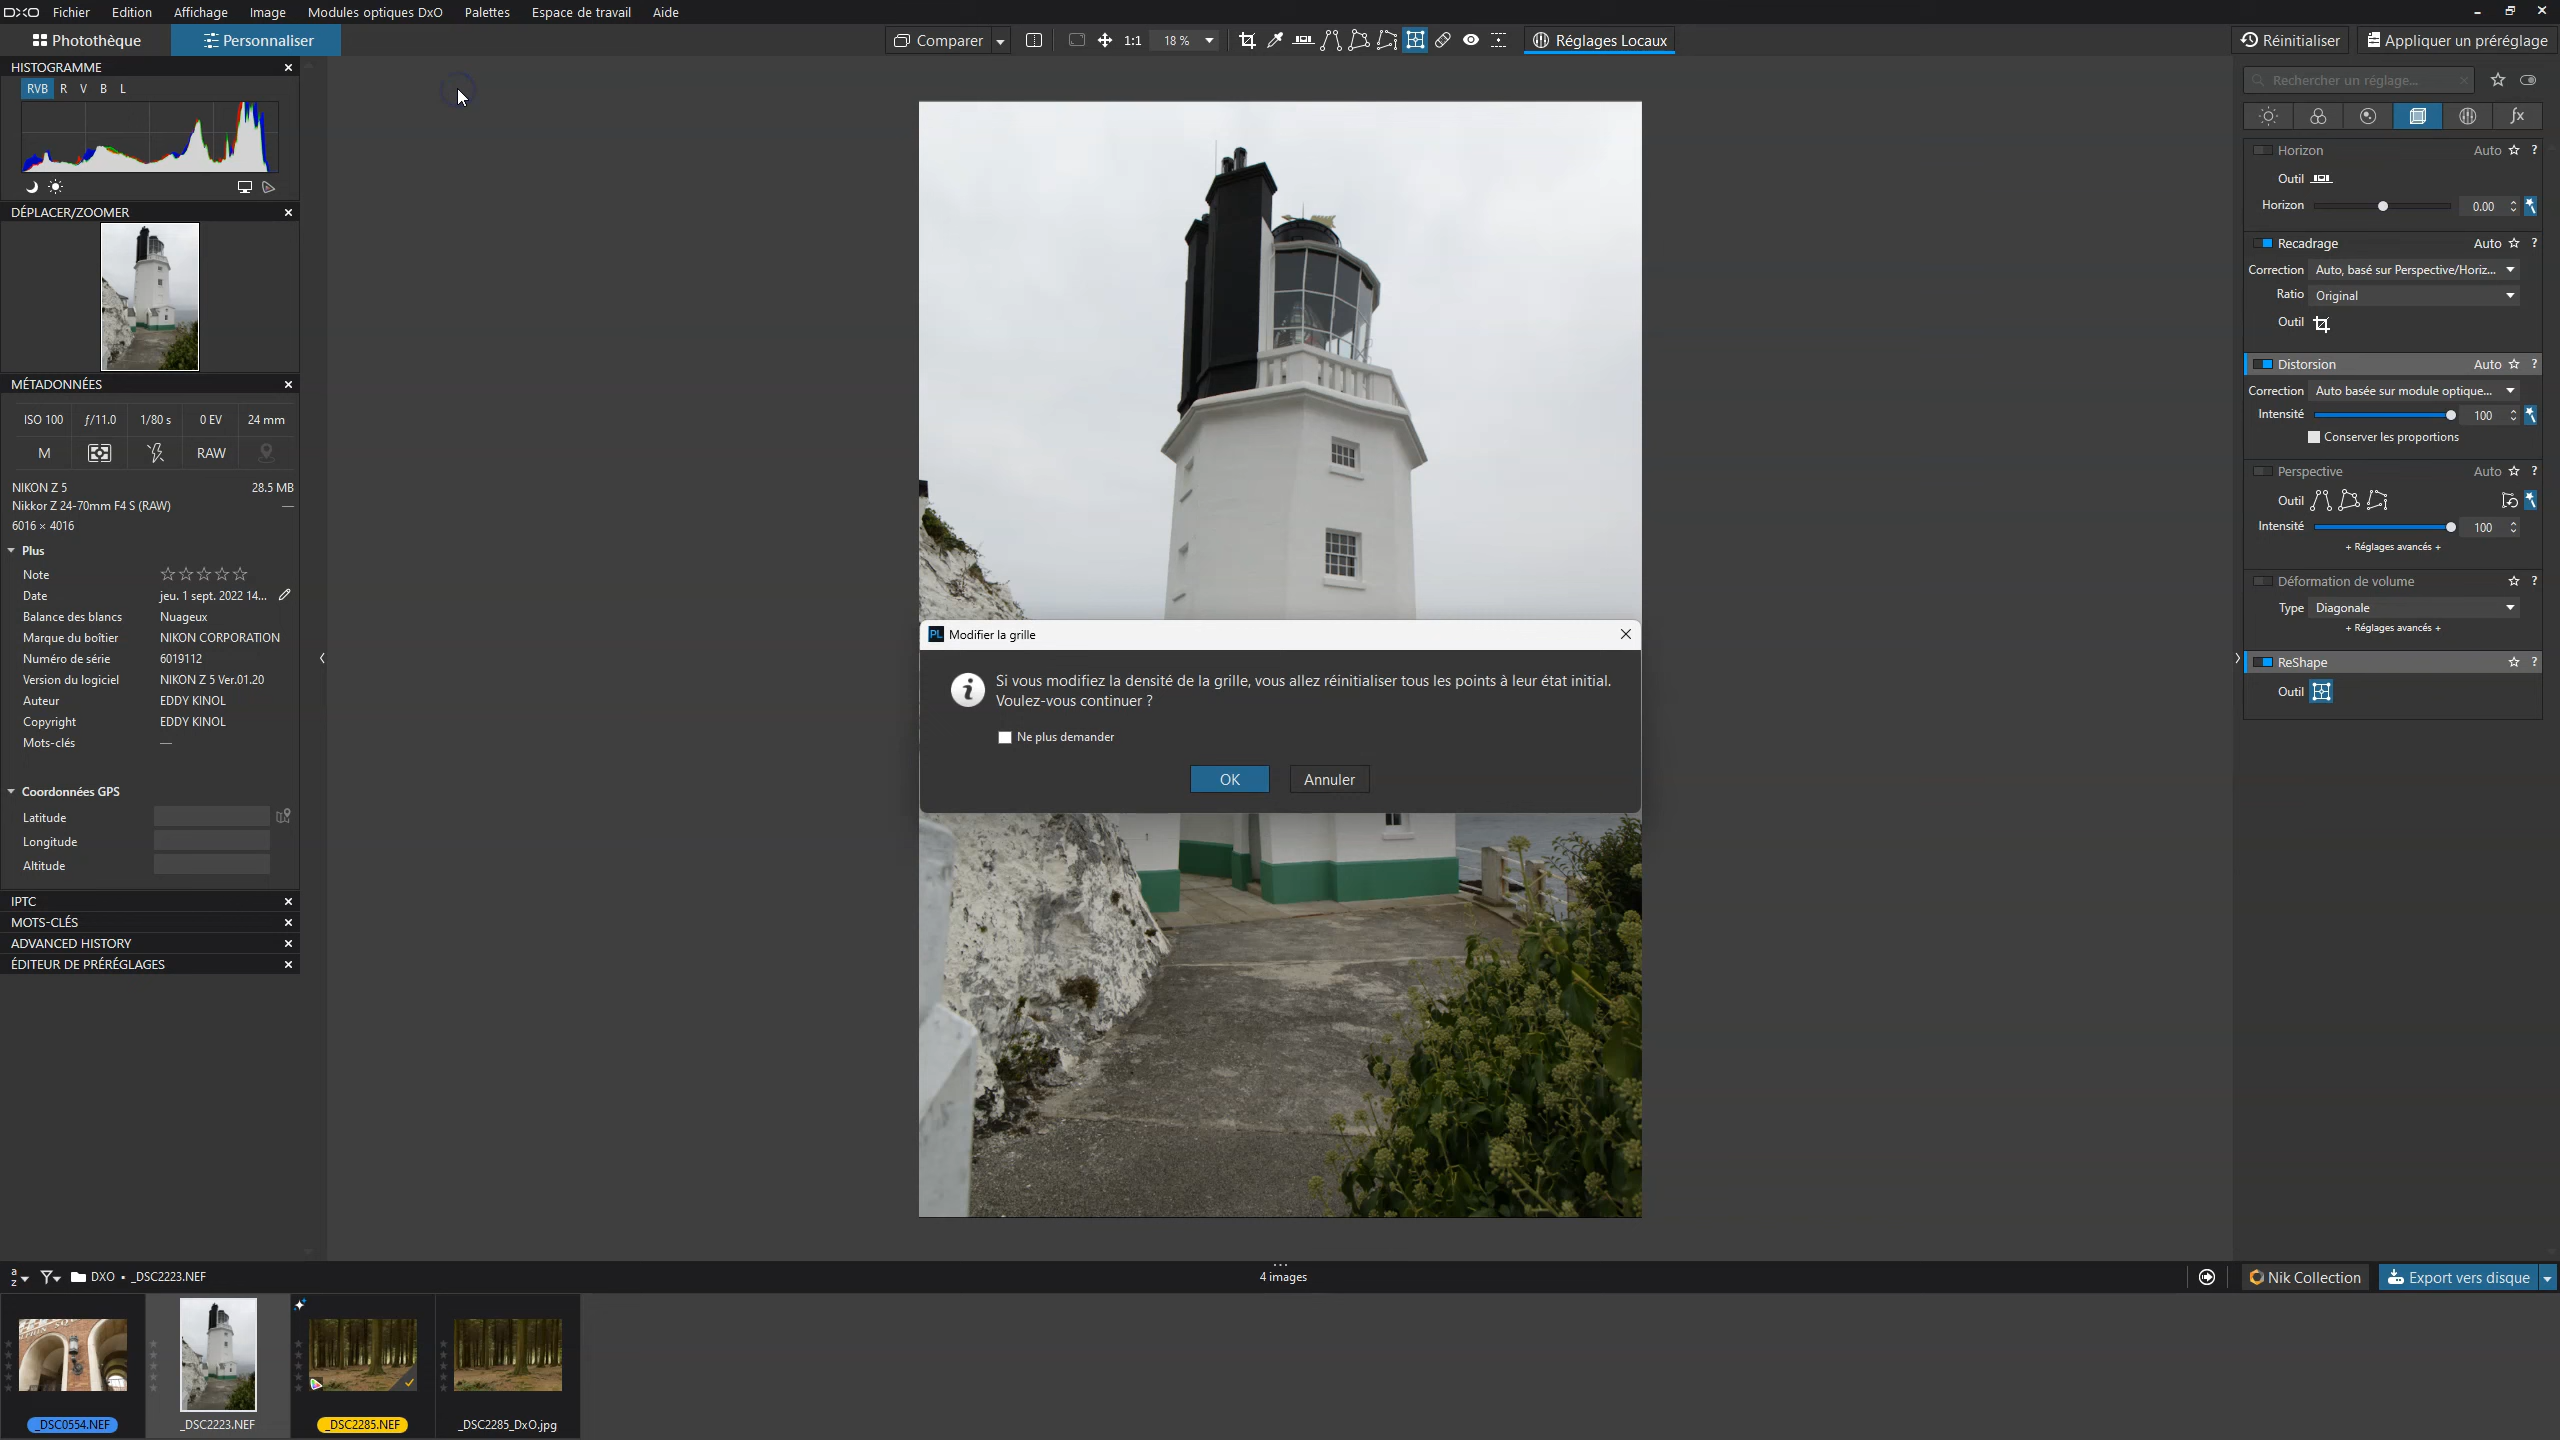 DXO Fichier Edition Affichage Image Modules optiques DxO Palettes Espace de travail Aide
Photothèque Personnaliser Comparer 1:1 18 % Réglages Locaux Réinitialiser Appliquer un préréglage
HISTOGRAMME
RVB R V B L
DÉPLACER/ZOOMER
MÉTADONNÉES
ISO 100 ƒ/11.0 1/80 s 0 EV 24 mm
M RAW
NIKON Z 5 28.5 MB
Nikkor Z 24-70mm F4 S (RAW) —
6016 × 4016
Plus
Note
Date jeu. 1 sept. 2022 14...
Balance des blancs Nuageux
Marque du boîtier NIKON CORPORATION
Numéro de série 6019112
Version du logiciel NIKON Z 5 Ver.01.20
Auteur EDDY KINOL
Copyright EDDY KINOL
Mots-clés —
Coordonnées GPS
Latitude
Longitude
Altitude
IPTC
MOTS-CLÉS
ADVANCED HISTORY
ÉDITEUR DE PRÉRÉGLAGES
PL Modifier la grille
Si vous modifiez la densité de la grille, vous allez réinitialiser tous les points à leur état initial.
Voulez-vous continuer ?
Ne plus demander
OK Annuler
Rechercher un réglage...
fx
Horizon Auto ?
Outil
Horizon 0.00
Recadrage Auto ?
Correction Auto, basé sur Perspective/Horiz...
Ratio Original
Outil
Distorsion Auto ?
Correction Auto basée sur module optique...
Intensité 100
Conserver les proportions
Perspective Auto ?
Outil
Intensité 100
+ Réglages avancés +
Déformation de volume ?
Type Diagonale
+ Réglages avancés +
ReShape ?
Outil
a z DXO ▪ _DSC2223.NEF 4 images Nik Collection Export vers disque
_DSC0554.NEF _DSC2223.NEF _DSC2285.NEF _DSC2285_DxO.jpg